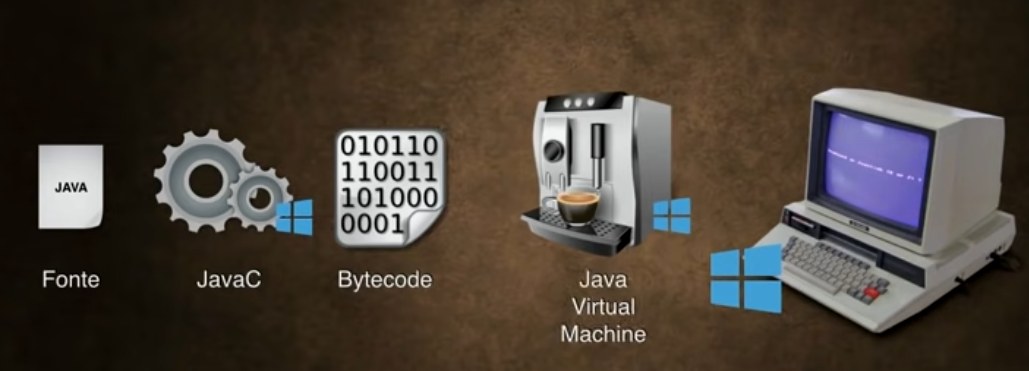 JAVA
010110
110011
101000
0001
Fonte
JavaC
Bytecode
Java
Virtual
Machine